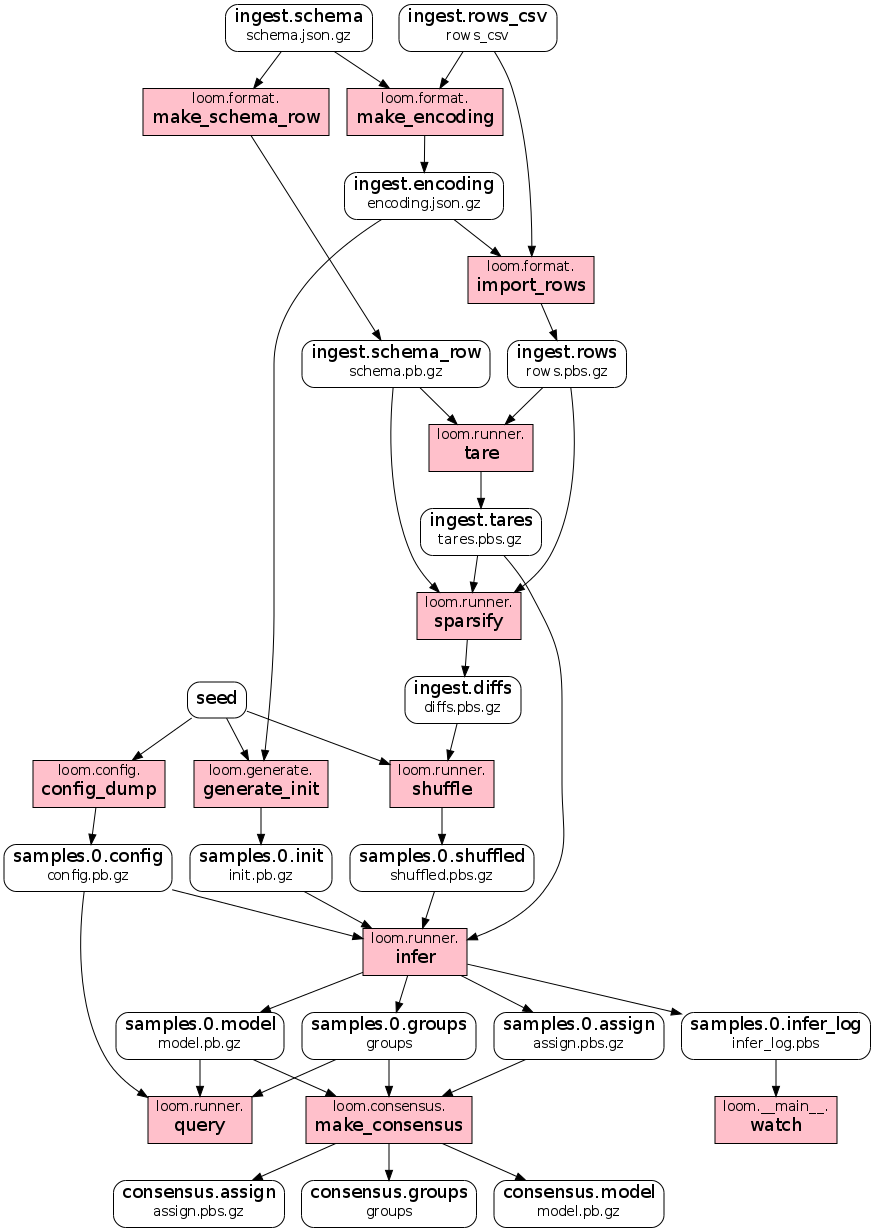 ingest.schema
schema.json.gz
ingest.rows_csv
rows_csv
loom.format.
make_schema_row
loom.format.
make_encoding
ingest.encoding
encoding.json.gz
loom.format.
import_rows
ingest.schema_row
schema.pb.gz
ingest.rows
rows.pbs.gz
loom.runner.
tare
ingest.tares
tares.pbs.gz
loom.runner.
sparsify
ingest.diffs
diffs.pbs.gz
seed
loom.config.
config_dump
loom.generate.
generate_init
loom.runner.
shuffle
samples.0.config
config.pb.gz
samples.0.init
init.pb.gz
samples.0.shuffled
shuffled.pbs.gz
loom.runner.
infer
samples.0.model
model.pb.gz
samples.0.groups
groups
samples.0.assign
assign.pbs.gz
samples.0.infer_log
infer_log.pbs
loom.runner.
query
loom.consensus.
make_consensus
loom.__main__.
watch
consensus.assign
assign.pbs.gz
consensus.groups
groups
consensus.model
model.pb.gz